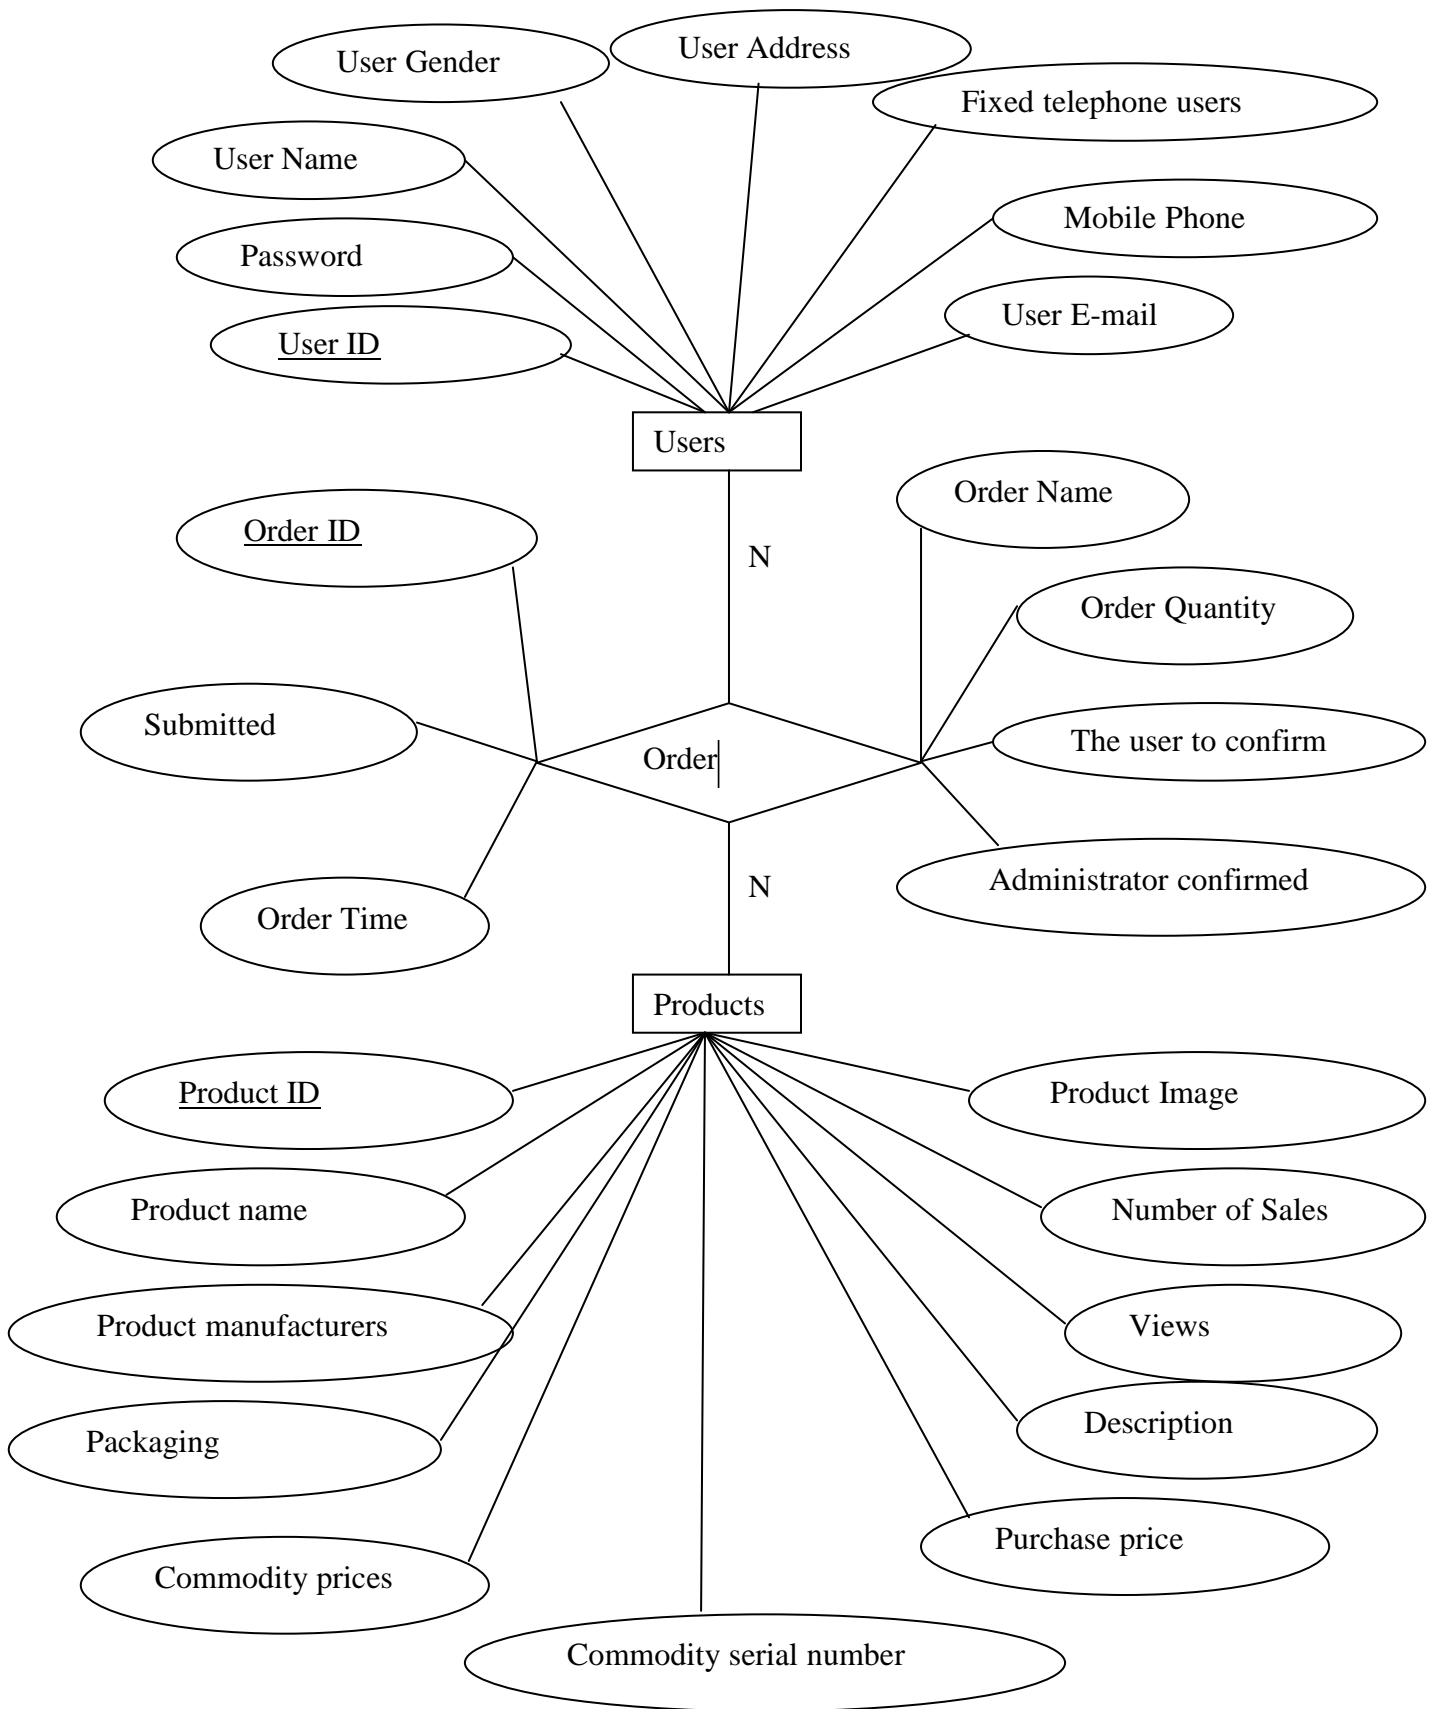 User Gender
User Address
Fixed telephone users
User Name
Mobile Phone
Password
User E-mail
User ID
Users
Order Name
Order ID
N
Order Quantity
Submitted
The user to confirm
Order
Administrator confirmed
N
Order Time
Products
Product ID
Product Image
Product name
Number of Sales
Product manufacturers
Views
Packaging
Description
Purchase price
Commodity prices
Commodity serial number